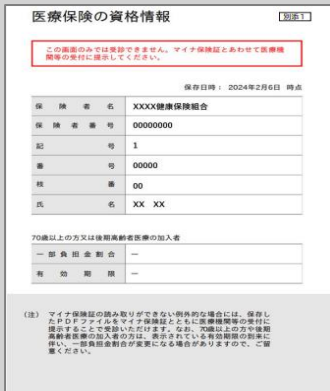 医療保険の資格情報
別添1
この画面のみでは受診できません。マイナ保険証とあわせて医療機
関等の受付に提示してください。
保存日時: 2024年2月6日 時点
保険者名 XXXX健康保険組合
保険者番号 00000000
記号 1
番号 00000
枝番 00
氏名 XX XX
70歳以上の方又は後期高齢者医療の加入者
一部負担金割合 ―
有効期限 ―
(注) マイナ保険証の読み取りができない例外的な場合には、保存し
たPDFファイルをマイナ保険証とともに医療機関等の受付に
提示することで受診いただけます。なお、70歳以上の方や後期
高齢者医療の加入者の方は、表示されている有効期限の到来に
伴い、一部負担金割合が変更になる場合がありますので、ご留
意ください。